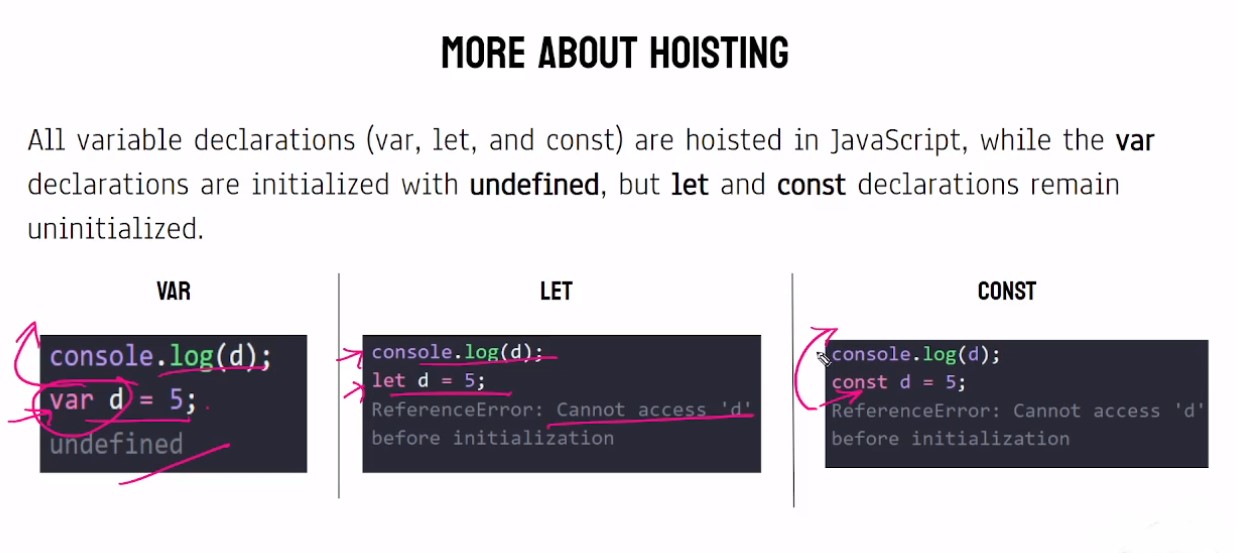 MORE ABOUT HOISTING
All variable declarations (var, let, and const) are hoisted in JavaScript, while the var
declarations are initialized with undefined, but let and const declarations remain
uninitialized.
VAR
console.log(d);
var d = 5;
undefined
LET
console.log(d);
let d = 5;
ReferenceError: Cannot access 'd'
before initialization
CONST
console.log(d);
const d = 5;
ReferenceError: Cannot access 'd'
before initialization